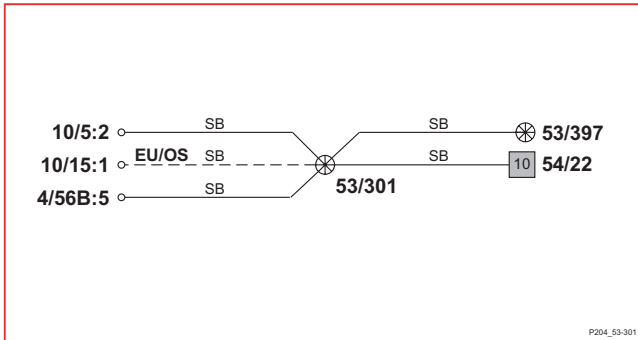 SB SB
10/5:2 53/397
10/15:1 EU/OS SB SB 10 54/22
53/301
4/56B:5 SB
P204_53-301